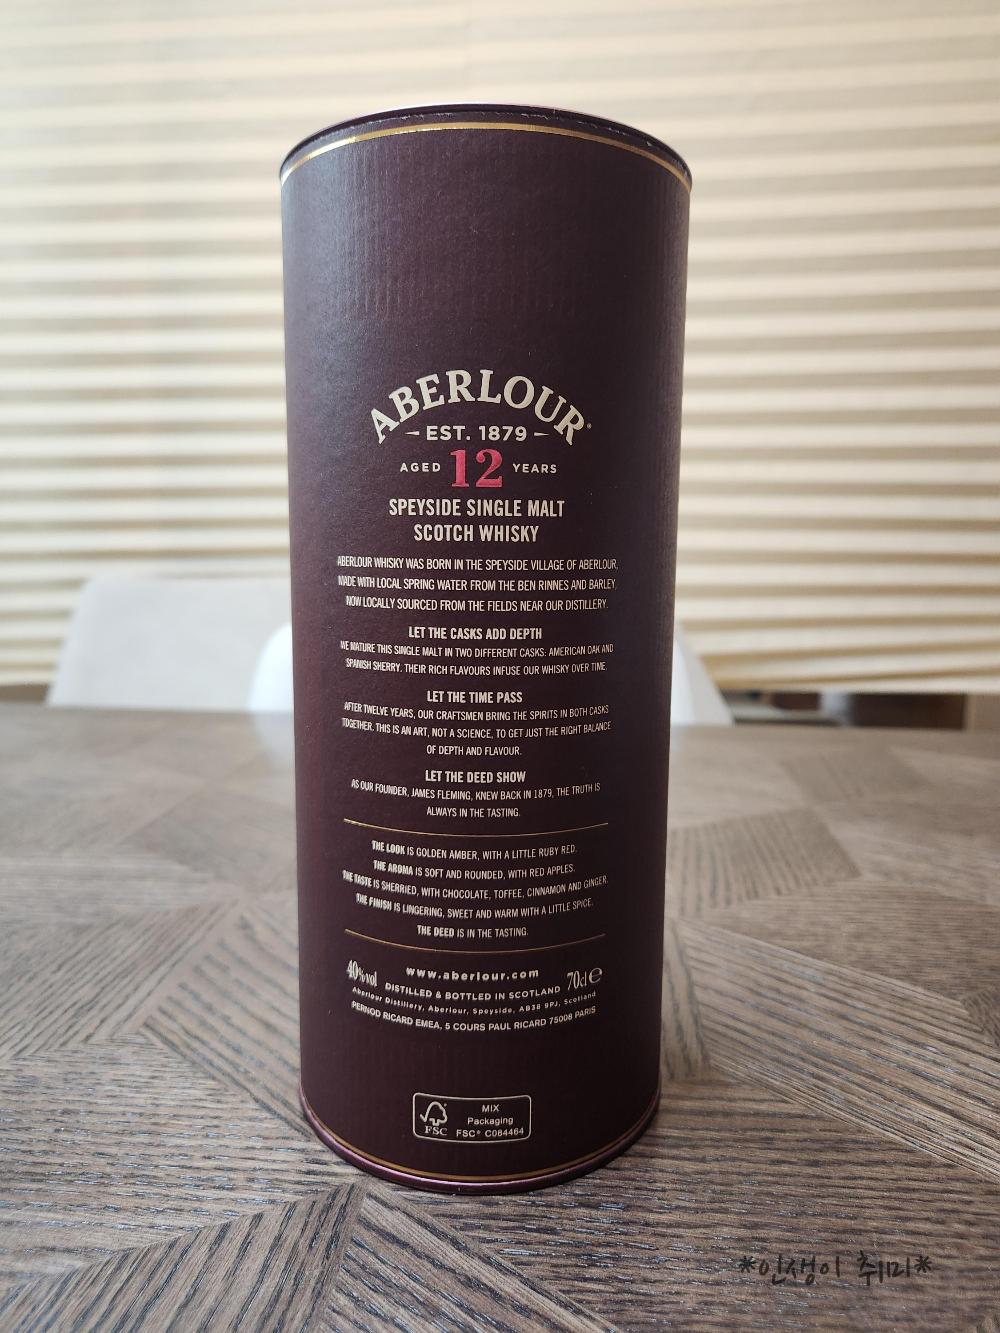 ABERLOUR®
EST. 1879
AGED 12 YEARS
SPEYSIDE SINGLE MALT
SCOTCH WHISKY
ABERLOUR WHISKY WAS BORN IN THE SPEYSIDE VILLAGE OF ABERLOUR,
MADE WITH LOCAL SPRING WATER FROM THE BEN RINNES AND BARLEY,
NOW LOCALLY SOURCED FROM THE FIELDS NEAR OUR DISTILLERY.
LET THE CASKS ADD DEPTH
WE MATURE THIS SINGLE MALT IN TWO DIFFERENT CASKS: AMERICAN OAK AND
SPANISH SHERRY. THEIR RICH FLAVOURS INFUSE OUR WHISKY OVER TIME.
LET THE TIME PASS
AFTER TWELVE YEARS, OUR CRAFTSMEN BRING THE SPIRITS IN BOTH CASKS
TOGETHER. THIS IS AN ART, NOT A SCIENCE, TO GET JUST THE RIGHT BALANCE
OF DEPTH AND FLAVOUR.
LET THE DEED SHOW
AS OUR FOUNDER, JAMES FLEMING, KNEW BACK IN 1879, THE TRUTH IS
ALWAYS IN THE TASTING.
THE LOOK IS GOLDEN AMBER, WITH A LITTLE RUBY RED.
THE AROMA IS SOFT AND ROUNDED, WITH RED APPLES.
THE TASTE IS SHERRIED, WITH CHOCOLATE, TOFFEE, CINNAMON AND GINGER.
THE FINISH IS LINGERING, SWEET AND WARM WITH A LITTLE SPICE.
THE DEED IS IN THE TASTING.
www.aberlour.com
40%vol DISTILLED & BOTTLED IN SCOTLAND 70cl ℮
Aberlour Distillery, Aberlour, Speyside, AB38 9PJ, Scotland
PERNOD RICARD EMEA, 5 COURS PAUL RICARD 75008 PARIS
MIX
Packaging
FSC FSC® C084464
*인생이 취미*